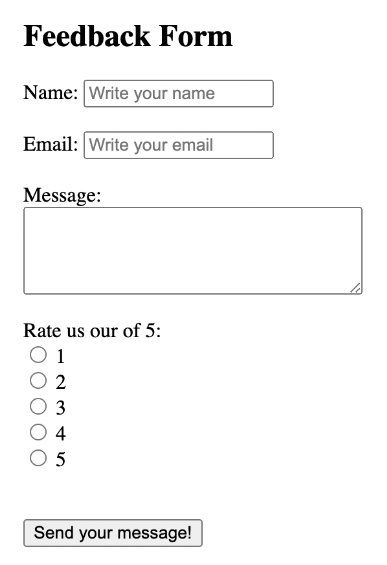 Feedback Form
Name: Write your name
Email: Write your email
Message:
Rate us our of 5:
1
2
3
4
5
Send your message!